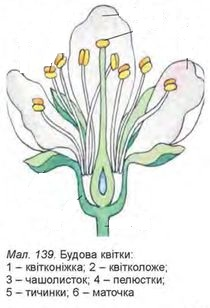 Мал. 139. Будова квітки:
1 – квітконіжка; 2 – квітколоже;
3 – чашолисток; 4 – пелюстки;
5 – тичинки; 6 – маточка